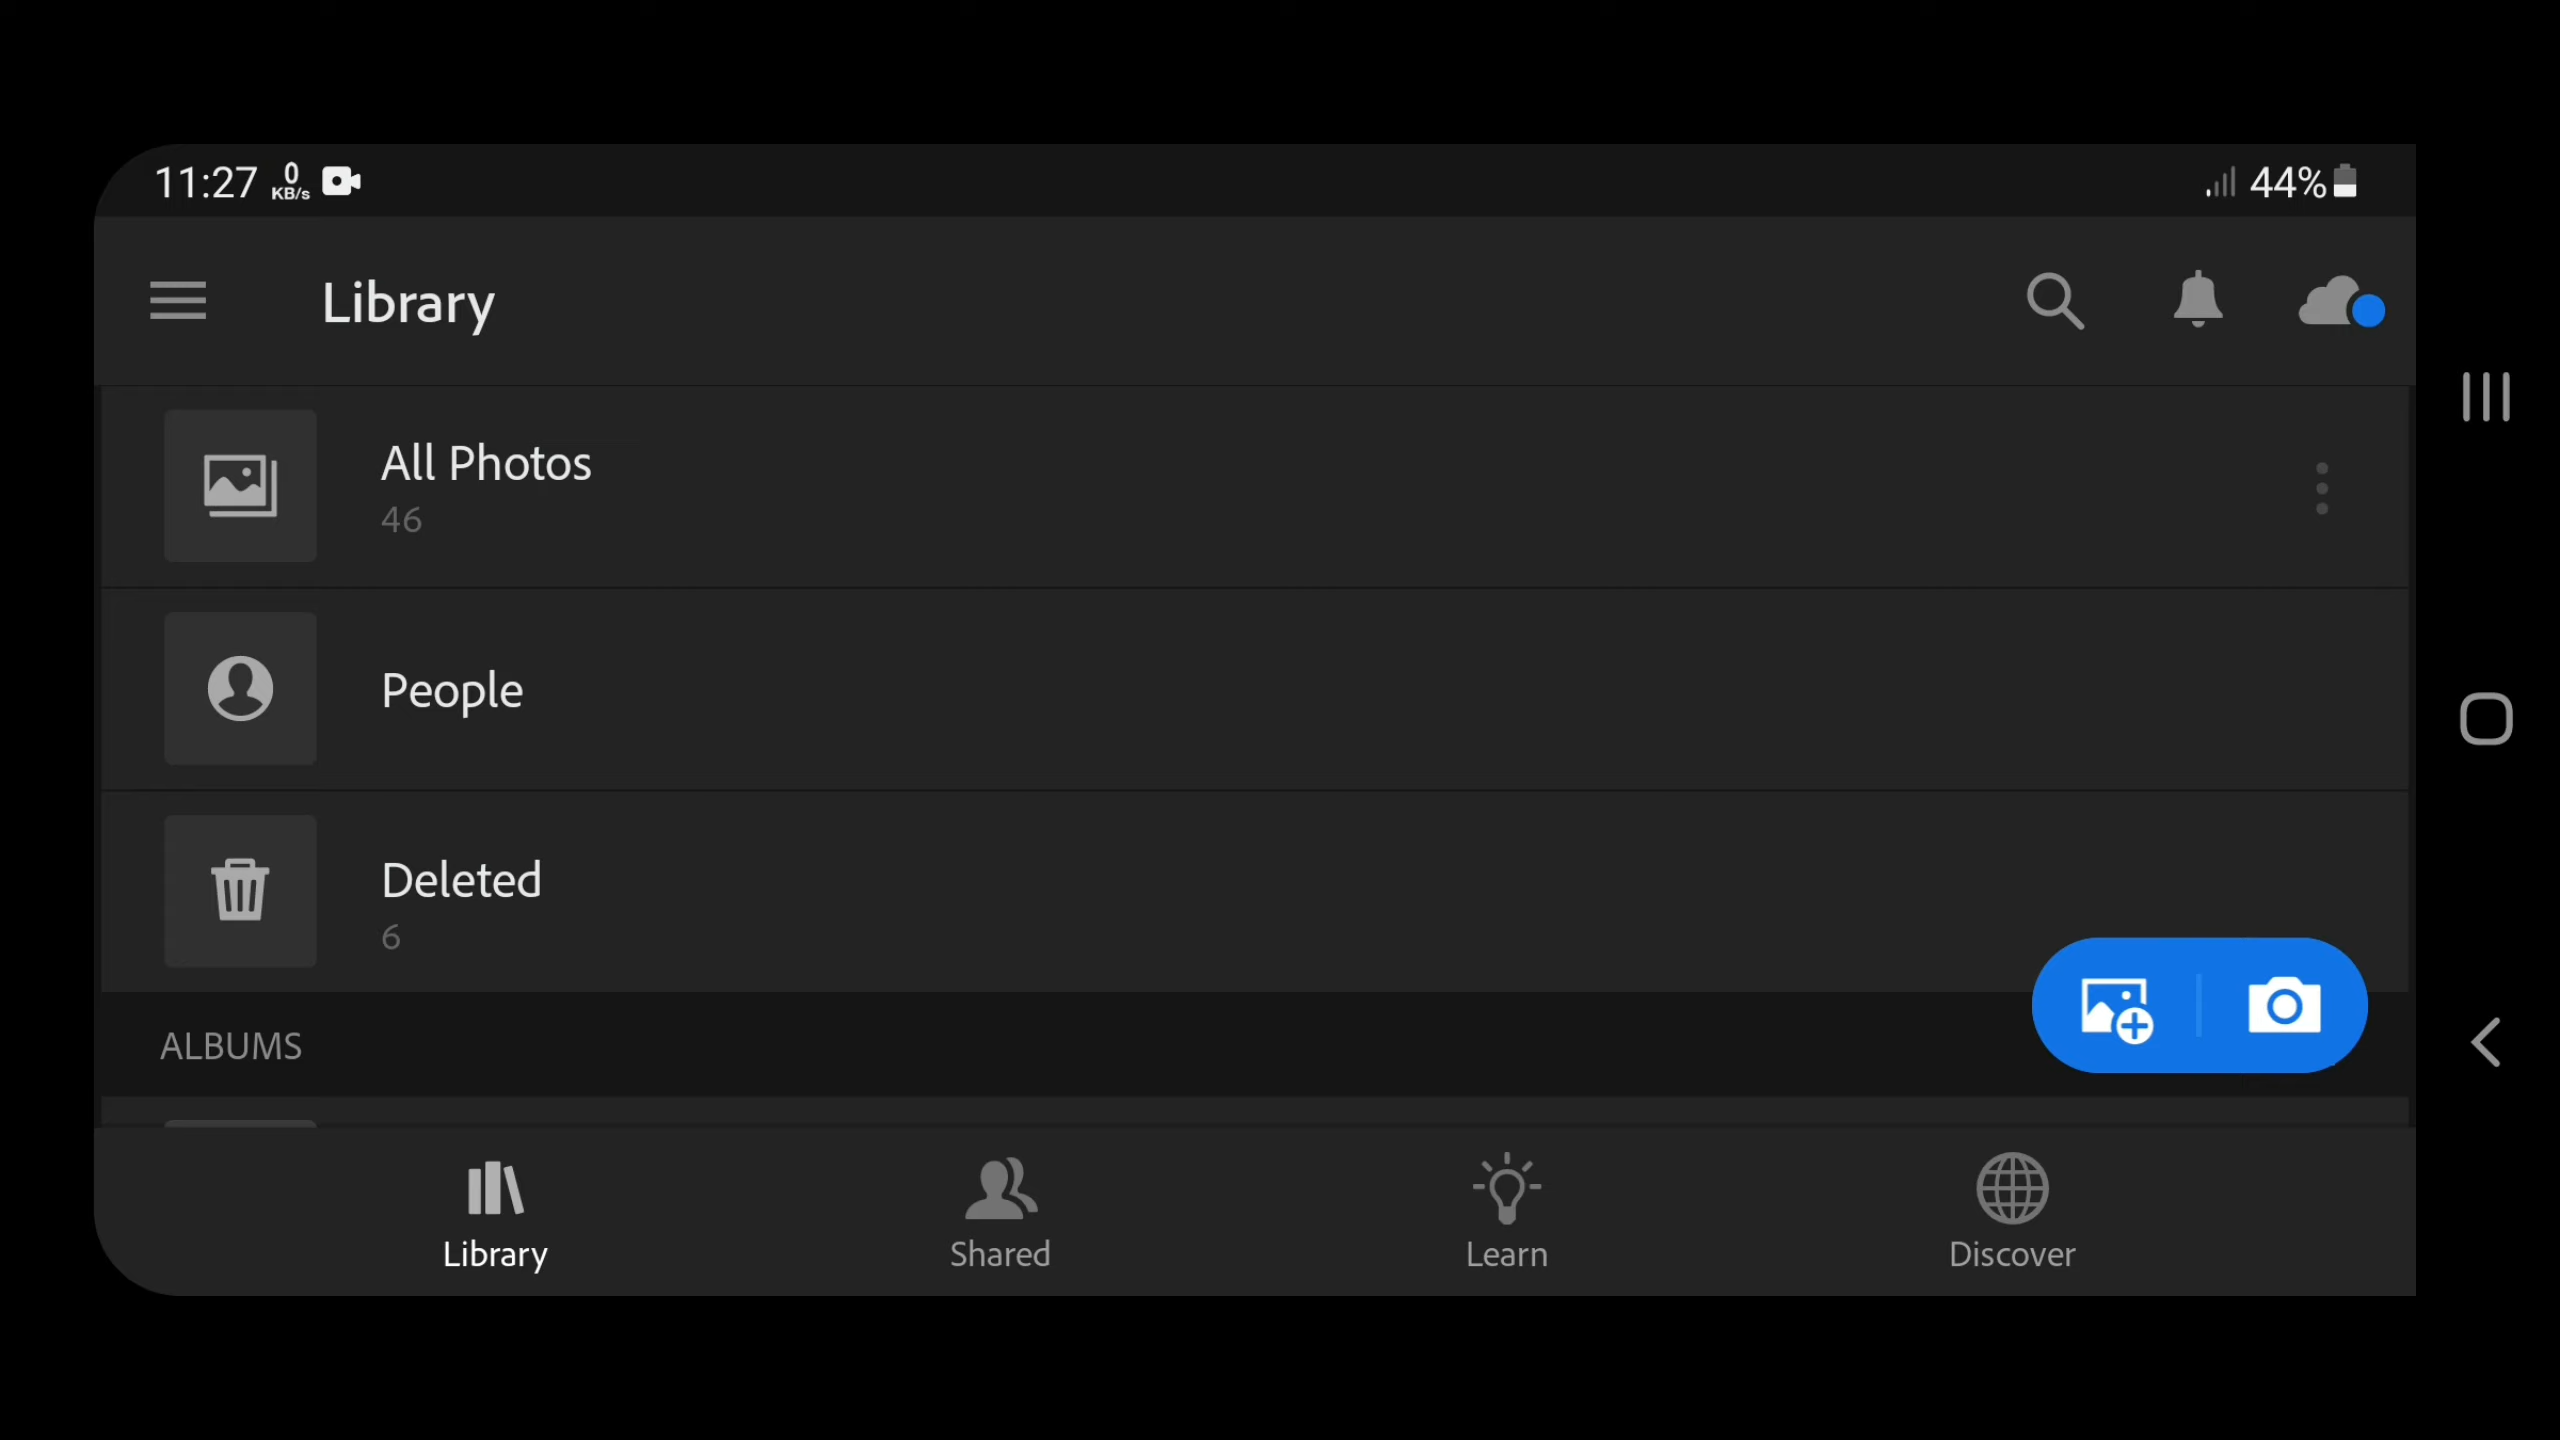 11:27 0 KB/s 44%
Library
All Photos
46
People
Deleted
6
ALBUMS
Library Shared Learn Discover